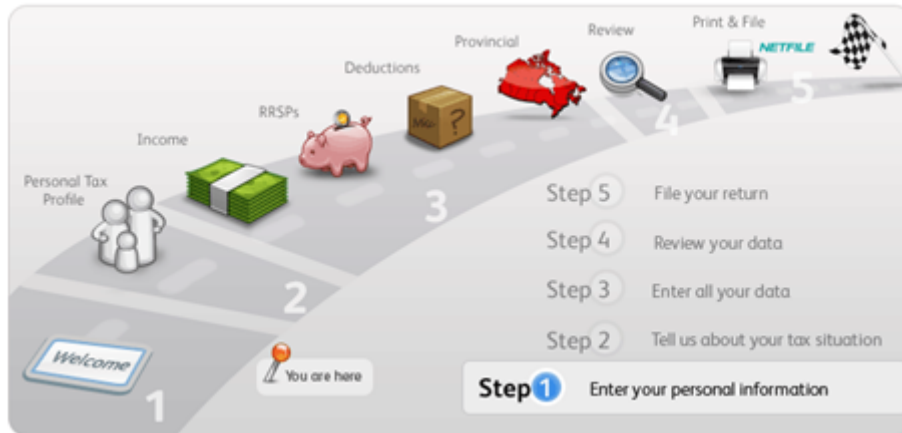 Print & File
Provincial
Review
NETFILE
Deductions
5
RRSPs
4
Income
?
Personal Tax
Profile
3
Step 5 File your return
Step 4 Review your data
2
Step 3 Enter all your data
Step 2 Tell us about your tax situation
Welcome
You are here
Step 1 Enter your personal information
1